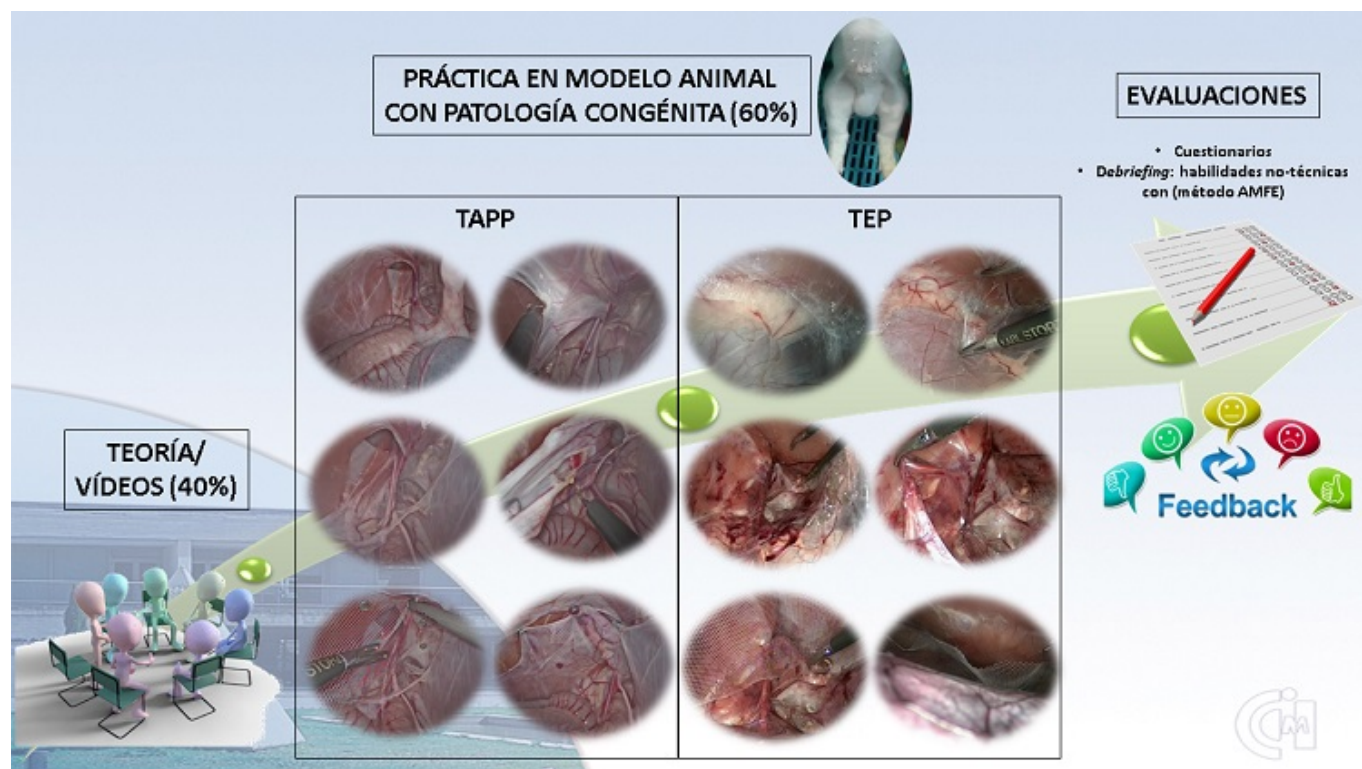 PRÁCTICA EN MODELO ANIMAL
CON PATOLOGÍA CONGÉNITA (60%)
EVALUACIONES
• Cuestionarios
• Debriefing: habilidades no-técnicas
con (método AMFE)
TAPP
TEP
TEORÍA/
VÍDEOS (40%)
STORZ
Feedback